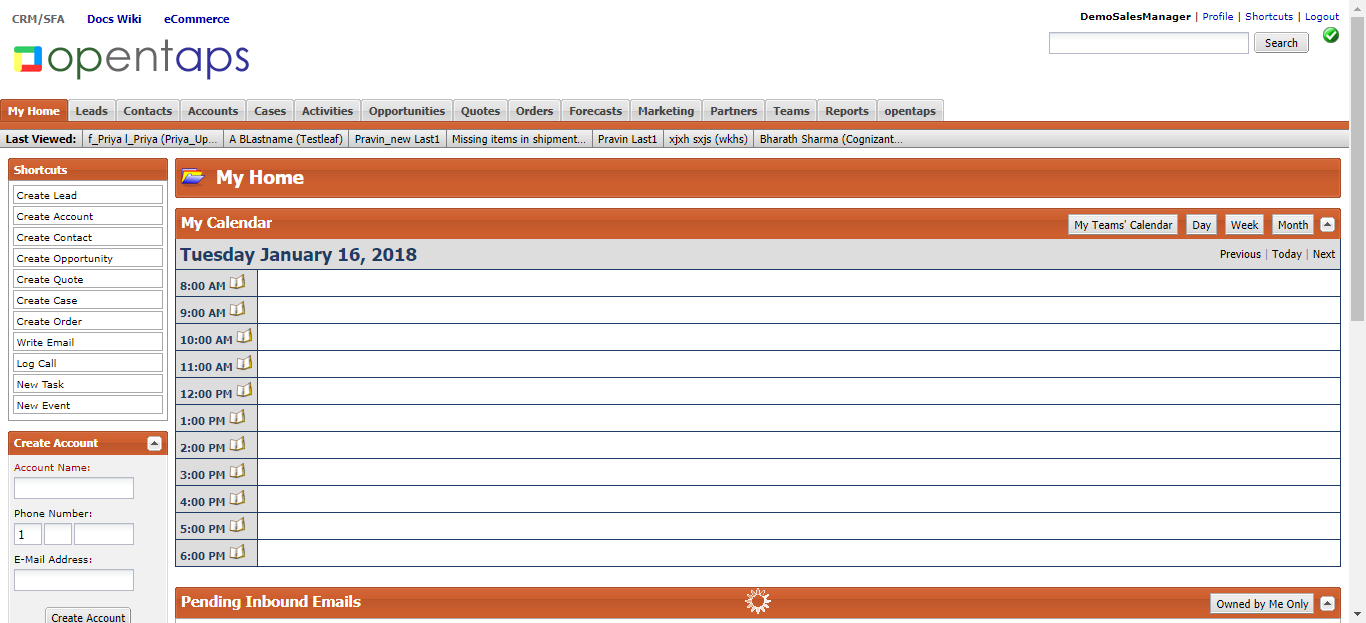 CRM/SFA Docs Wiki eCommerce
DemoSalesManager | Profile | Shortcuts | Logout
opentaps
Search
My Home Leads Contacts Accounts Cases Activities Opportunities Quotes Orders Forecasts Marketing Partners Teams Reports opentaps
Last Viewed: f_Priya l_Priya (Priya_Up... A BLastname (Testleaf) Pravin_new Last1 Missing items in shipment... Pravin Last1 xjxh sxjs (wkhs) Bharath Sharma (Cognizant...
Shortcuts
Create Lead
Create Account
Create Contact
Create Opportunity
Create Quote
Create Case
Create Order
Write Email
Log Call
New Task
New Event
Create Account
Account Name:
Phone Number:
1
E-Mail Address:
Create Account
My Home
My Calendar My Teams' Calendar Day Week Month
Tuesday January 16, 2018 Previous | Today | Next
8:00 AM
9:00 AM
10:00 AM
11:00 AM
12:00 PM
1:00 PM
2:00 PM
3:00 PM
4:00 PM
5:00 PM
6:00 PM
Pending Inbound Emails Owned by Me Only